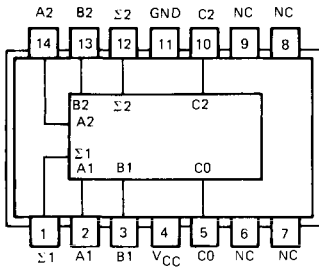 A2 B2 Σ2 GND C2 NC NC
14 13 12 11 10 9 8
B2 Σ2 C2
A2
Σ1
A1 B1 C0
1 2 3 4 5 6 7
Σ1 A1 B1 VCC C0 NC NC